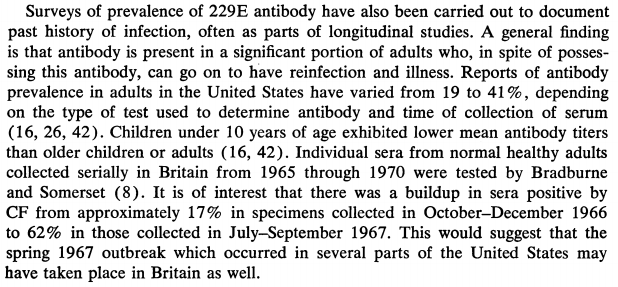 Surveys of prevalence of 229E antibody have also been carried out to document
past history of infection, often as parts of longitudinal studies. A general finding
is that antibody is present in a significant portion of adults who, in spite of posses-
sing this antibody, can go on to have reinfection and illness. Reports of antibody
prevalence in adults in the United States have varied from 19 to 41%, depending
on the type of test used to determine antibody and time of collection of serum
(16, 26, 42). Children under 10 years of age exhibited lower mean antibody titers
than older children or adults (16, 42). Individual sera from normal healthy adults
collected serially in Britain from 1965 through 1970 were tested by Bradburne
and Somerset (8). It is of interest that there was a buildup in sera positive by
CF from approximately 17% in specimens collected in October–December 1966
to 62% in those collected in July–September 1967. This would suggest that the
spring 1967 outbreak which occurred in several parts of the United States may
have taken place in Britain as well.